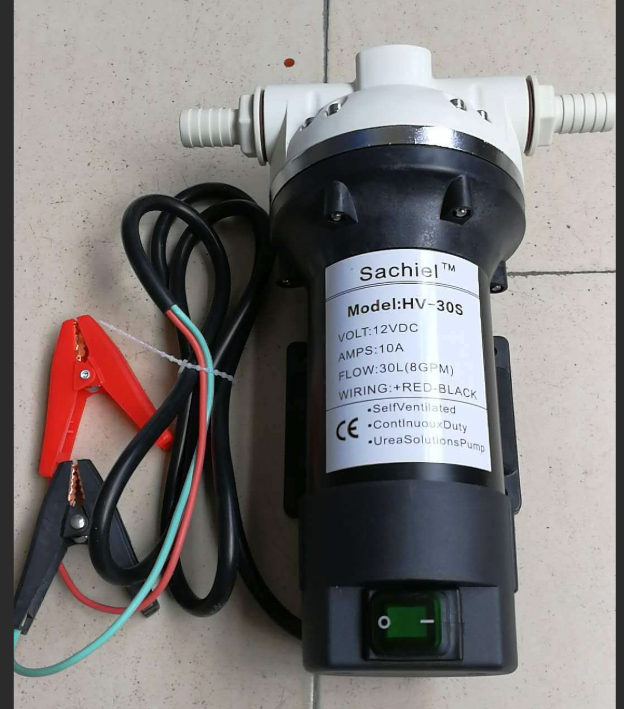 Sachiel™
Model:HV-30S
VOLT:12VDC
AMPS:10A
FLOW:30L(8GPM)
WIRING:+RED-BLACK
•SelfVentilated
CE •ContInuouxDuty
•UreaSolutionsPump
O I